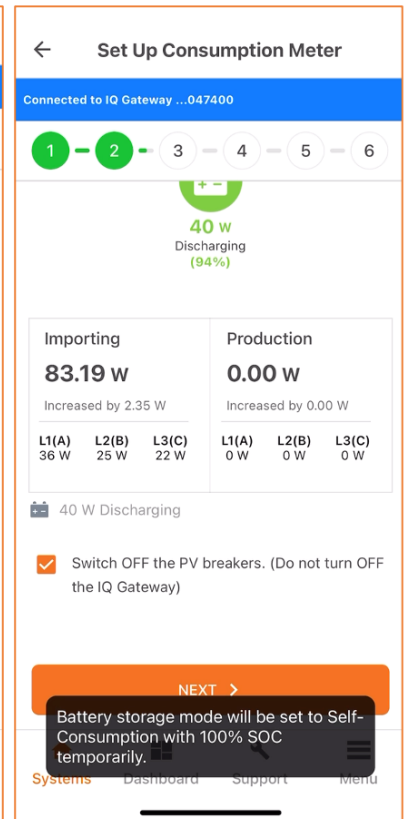 Set Up Consumption Meter
Connected to IQ Gateway ...047400
1 2 3 4 5 6
40 W
Discharging
(94%)
Importing
83.19 W
Increased by 2.35 W
L1(A) L2(B) L3(C)
36 W 25 W 22 W
Production
0.00 W
Increased by 0.00 W
L1(A) L2(B) L3(C)
0 W 0 W 0 W
40 W Discharging
Switch OFF the PV breakers. (Do not turn OFF
the IQ Gateway)
NEXT
Battery storage mode will be set to Self-
Consumption with 100% SOC
temporarily.
Systems Dashboard Support Menu